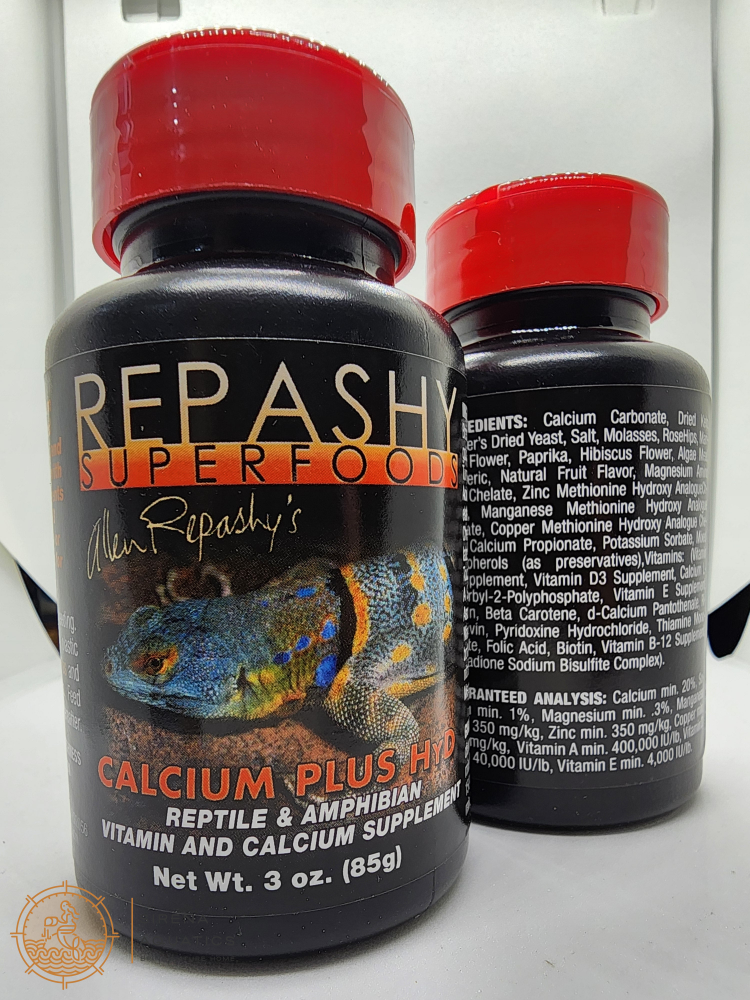 REPASHY
SUPERFOODS
Allen Repashy's
CALCIUM PLUS HyD
REPTILE & AMPHIBIAN
VITAMIN AND CALCIUM SUPPLEMENT
Net Wt. 3 oz. (85g)
EDIENTS: Calcium Carbonate, Dried
er's Dried Yeast, Salt, Molasses, RoseHips,
Flower, Paprika, Hibiscus Flower, Algae
eric, Natural Fruit Flavor, Magnesium
Chelate, Zinc Methionine Hydroxy Analogue
Manganese Methionine Hydroxy Analogue
ate, Copper Methionine Hydroxy Analogue
Calcium Propionate, Potassium Sorbate,
pherols (as preservatives),Vitamins:
pplement, Vitamin D3 Supplement, Calcium
rbyl-2-Polyphosphate, Vitamin E
n, Beta Carotene, d-Calcium Pantothenate,
vin, Pyridoxine Hydrochloride, Thiamine
te, Folic Acid, Biotin, Vitamin B-12
adione Sodium Bisulfite Complex).
RANTEED ANALYSIS: Calcium min. 20%,
min. 1%, Magnesium min. .3%,
350 mg/kg, Zinc min. 350 mg/kg, Copper
mg/kg, Vitamin A min. 400,000 IU/lb,
40,000 IU/lb, Vitamin E min. 4,000 IU/lb.